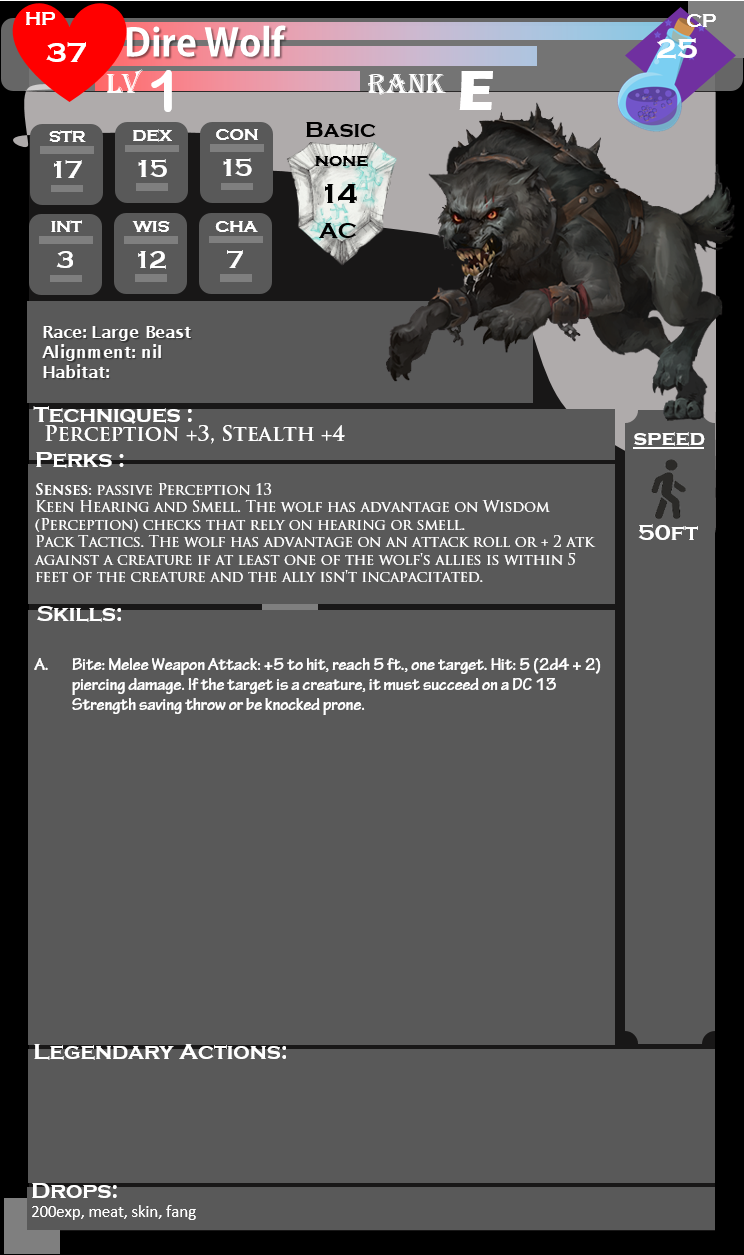 HP
37
Dire Wolf
CP
25
LV 1
RANK E
STR
17
DEX
15
CON
15
INT
3
WIS
12
CHA
7
BASIC
NONE
14
AC
Race: Large Beast
Alignment: nil
Habitat:
TECHNIQUES :
PERCEPTION +3, STEALTH +4
PERKS :
SENSES: PASSIVE PERCEPTION 13
KEEN HEARING AND SMELL. THE WOLF HAS ADVANTAGE ON WISDOM
(PERCEPTION) CHECKS THAT RELY ON HEARING OR SMELL.
PACK TACTICS. THE WOLF HAS ADVANTAGE ON AN ATTACK ROLL OR + 2 ATK
AGAINST A CREATURE IF AT LEAST ONE OF THE WOLF'S ALLIES IS WITHIN 5
FEET OF THE CREATURE AND THE ALLY ISN'T INCAPACITATED.
SPEED
50FT
SKILLS:
A. Bite: Melee Weapon Attack: +5 to hit, reach 5 ft., one target. Hit: 5 (2d4 + 2)
piercing damage. If the target is a creature, it must succeed on a DC 13
Strength saving throw or be knocked prone.
LEGENDARY ACTIONS:
DROPS:
200exp, meat, skin, fang